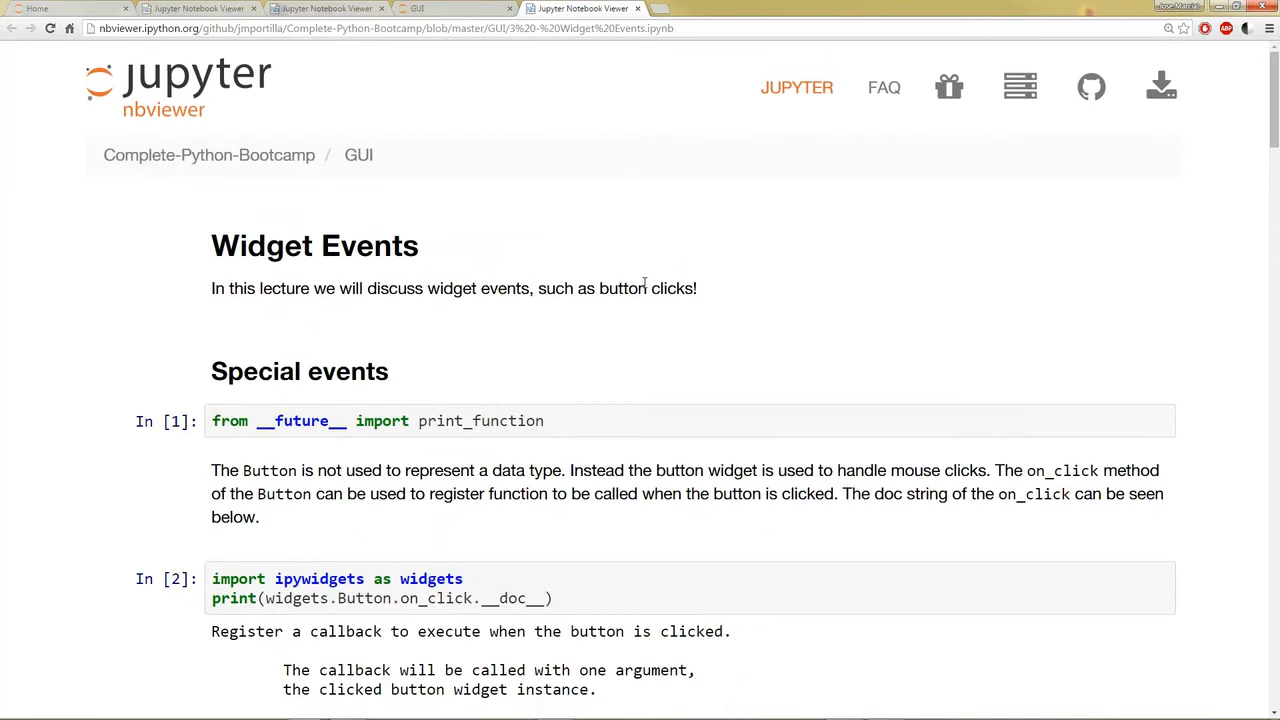 Home
Jupyter Notebook Viewer
Jupyter Notebook Viewer
GUI
Jupyter Notebook Viewer
Jose Marcial
nbviewer.ipython.org/github/jmportilla/Complete-Python-Bootcamp/blob/master/GUI/3%20-%20Widget%20Events.ipynb
ABP
jupyter
nbviewer
JUPYTER
FAQ
Complete-Python-Bootcamp / GUI
Widget Events
In this lecture we will discuss widget events, such as button clicks!
Special events
In [1]: from __future__ import print_function
The Button is not used to represent a data type. Instead the button widget is used to handle mouse clicks. The on_click method
of the Button can be used to register function to be called when the button is clicked. The doc string of the on_click can be seen
below.
In [2]: import ipywidgets as widgets
print(widgets.Button.on_click.__doc__)
Register a callback to execute when the button is clicked.
The callback will be called with one argument,
the clicked button widget instance.